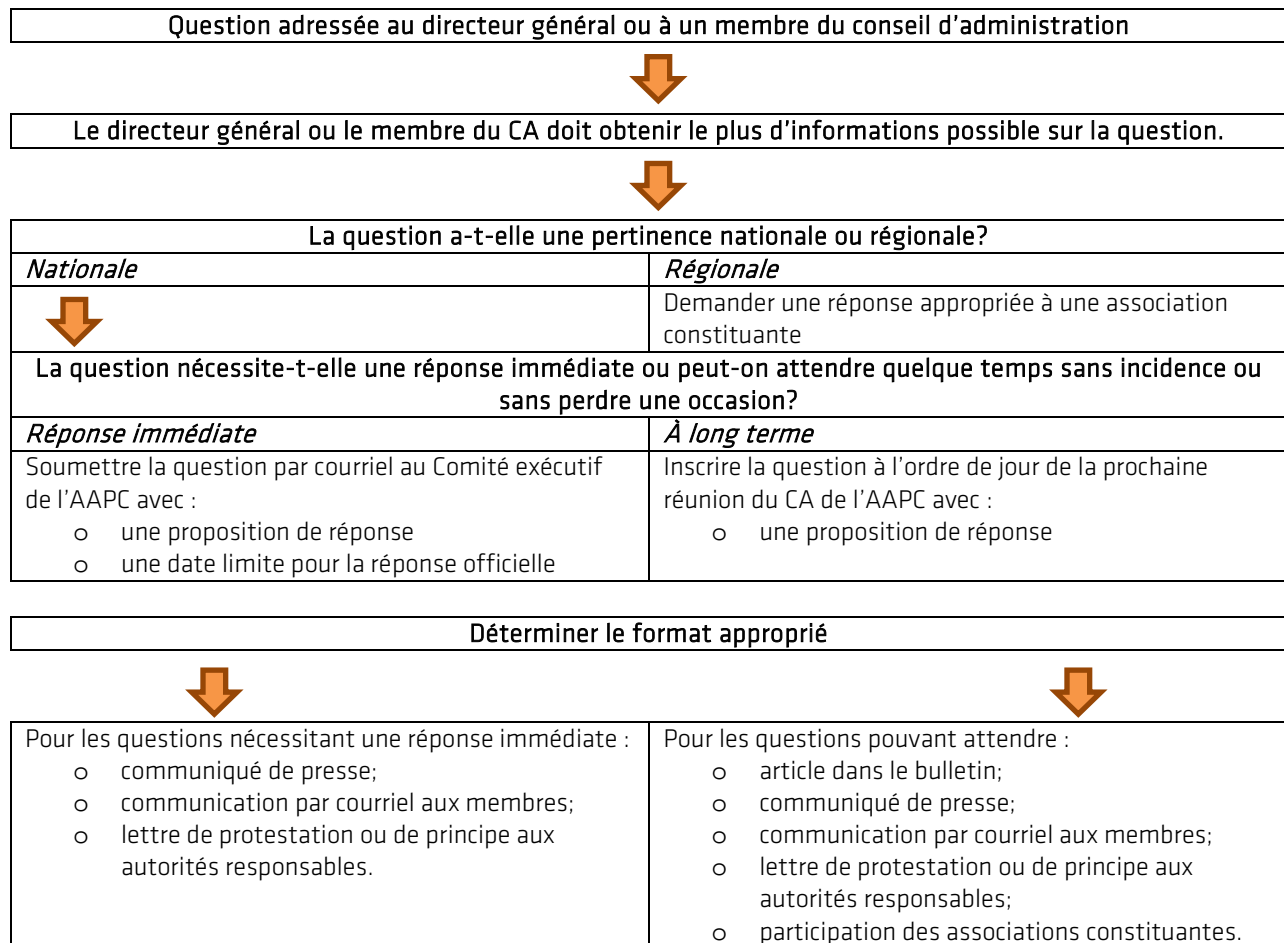 Question adressée au directeur général ou à un membre du conseil d'administration
Le directeur général ou le membre du CA doit obtenir le plus d'informations possible sur la question.
La question a-t-elle une pertinence nationale ou régionale?
Nationale
Régionale
Demander une réponse appropriée à une association
constituante
La question nécessite-t-elle une réponse immédiate ou peut-on attendre quelque temps sans incidence ou
sans perdre une occasion?
Réponse immédiate
À long terme
Soumettre la question par courriel au Comité exécutif
de l'AAPC avec :
o une proposition de réponse
o une date limite pour la réponse officielle
Inscrire la question à l'ordre de jour de la prochaine
réunion du CA de l'AAPC avec :
o une proposition de réponse
Déterminer le format approprié
Pour les questions nécessitant une réponse immédiate :
o communiqué de presse;
o communication par courriel aux membres;
o lettre de protestation ou de principe aux
autorités responsables.
Pour les questions pouvant attendre :
o article dans le bulletin;
o communiqué de presse;
o communication par courriel aux membres;
o lettre de protestation ou de principe aux
autorités responsables;
o participation des associations constituantes.